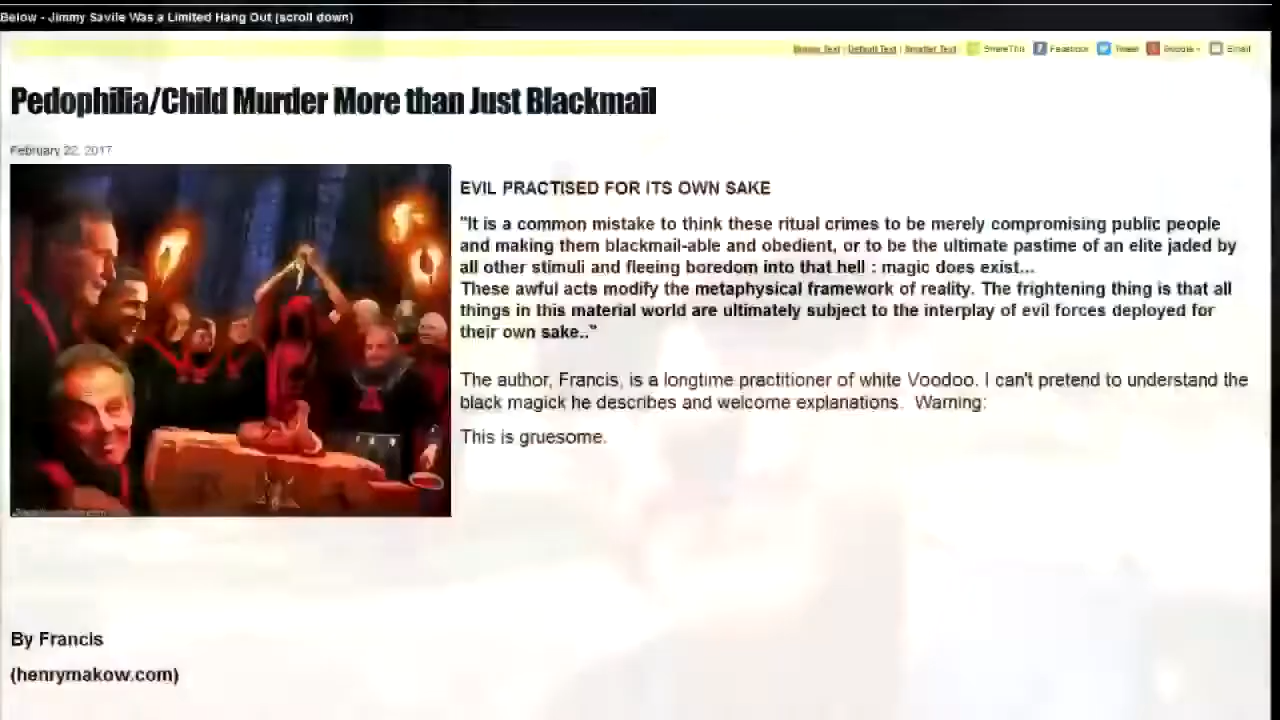 Below - Jimmy Savile Was a Limited Hang Out (scroll down)
Default Text | Smaller Text ShareThis Facebook Tweet Google + Email
Pedophilia/Child Murder More than Just Blackmail
February 22, 2017
EVIL PRACTISED FOR ITS OWN SAKE
"It is a common mistake to think these ritual crimes to be merely compromising public people
and making them blackmail-able and obedient, or to be the ultimate pastime of an elite jaded by
all other stimuli and fleeing boredom into that hell : magic does exist...
These awful acts modify the metaphysical framework of reality. The frightening thing is that all
things in this material world are ultimately subject to the interplay of evil forces deployed for
their own sake.."
The author, Francis, is a longtime practitioner of white Voodoo. I can't pretend to understand the
black magick he describes and welcome explanations. Warning:
This is gruesome.
By Francis
(henrymakow.com)